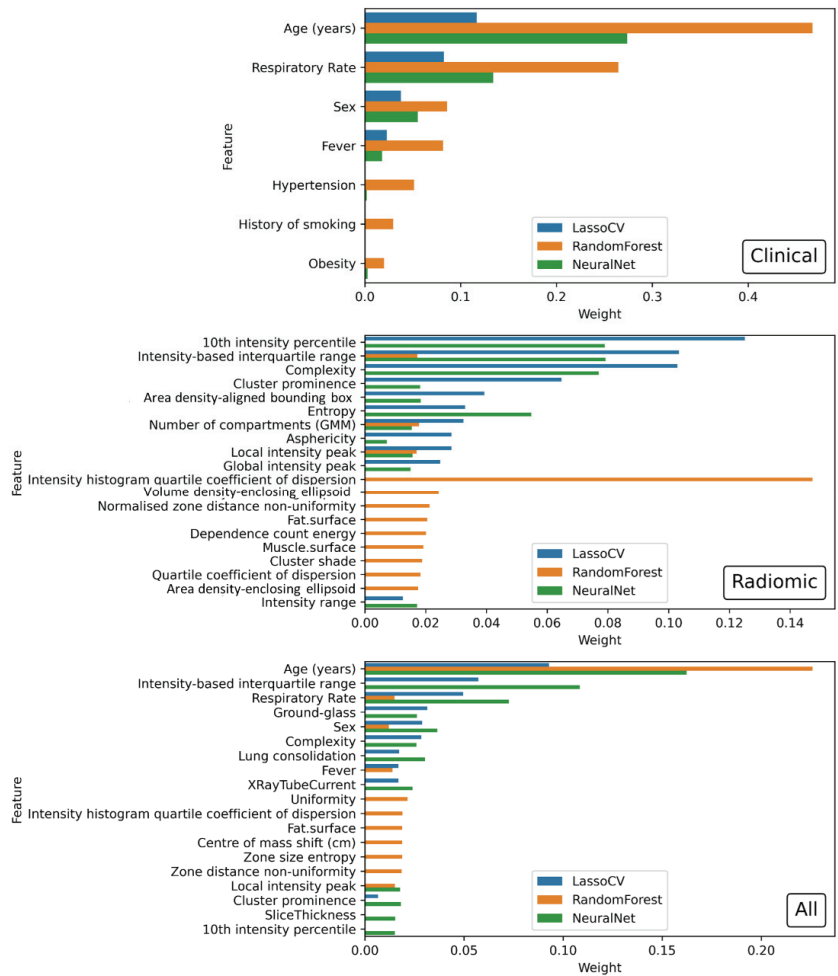 Feature
Age (years)
Respiratory Rate
Sex
Fever
Hypertension
History of smoking
Obesity
LassoCV
RandomForest
NeuralNet
Clinical
0.0 0.1 0.2 0.3 0.4
Weight
Feature
10th intensity percentile
Intensity-based interquartile range
Complexity
Cluster prominence
Area density-aligned bounding box
Entropy
Number of compartments (GMM)
Asphericity
Local intensity peak
Global intensity peak
Intensity histogram quartile coefficient of dispersion
Volume density-enclosing ellipsoid
Normalised zone distance non-uniformity
Fat.surface
Dependence count energy
Muscle.surface
Cluster shade
Quartile coefficient of dispersion
Area density-enclosing ellipsoid
Intensity range
LassoCV
RandomForest
NeuralNet
Radiomic
0.00 0.02 0.04 0.06 0.08 0.10 0.12 0.14
Weight
Feature
Age (years)
Intensity-based interquartile range
Respiratory Rate
Ground-glass
Sex
Complexity
Lung consolidation
Fever
XRayTubeCurrent
Uniformity
Intensity histogram quartile coefficient of dispersion
Fat.surface
Centre of mass shift (cm)
Zone size entropy
Zone distance non-uniformity
Local intensity peak
Cluster prominence
SliceThickness
10th intensity percentile
LassoCV
RandomForest
NeuralNet
All
0.00 0.05 0.10 0.15 0.20
Weight